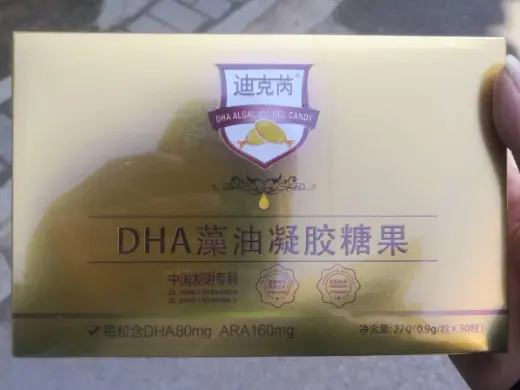 迪克芮®
DHA ALGAE OIL GEL CANDY
DHA藻油凝胶糖果
中国发明专利
✓每粒含DHA80mg ARA160mg
净含量:27g(0.9g/粒×30粒)